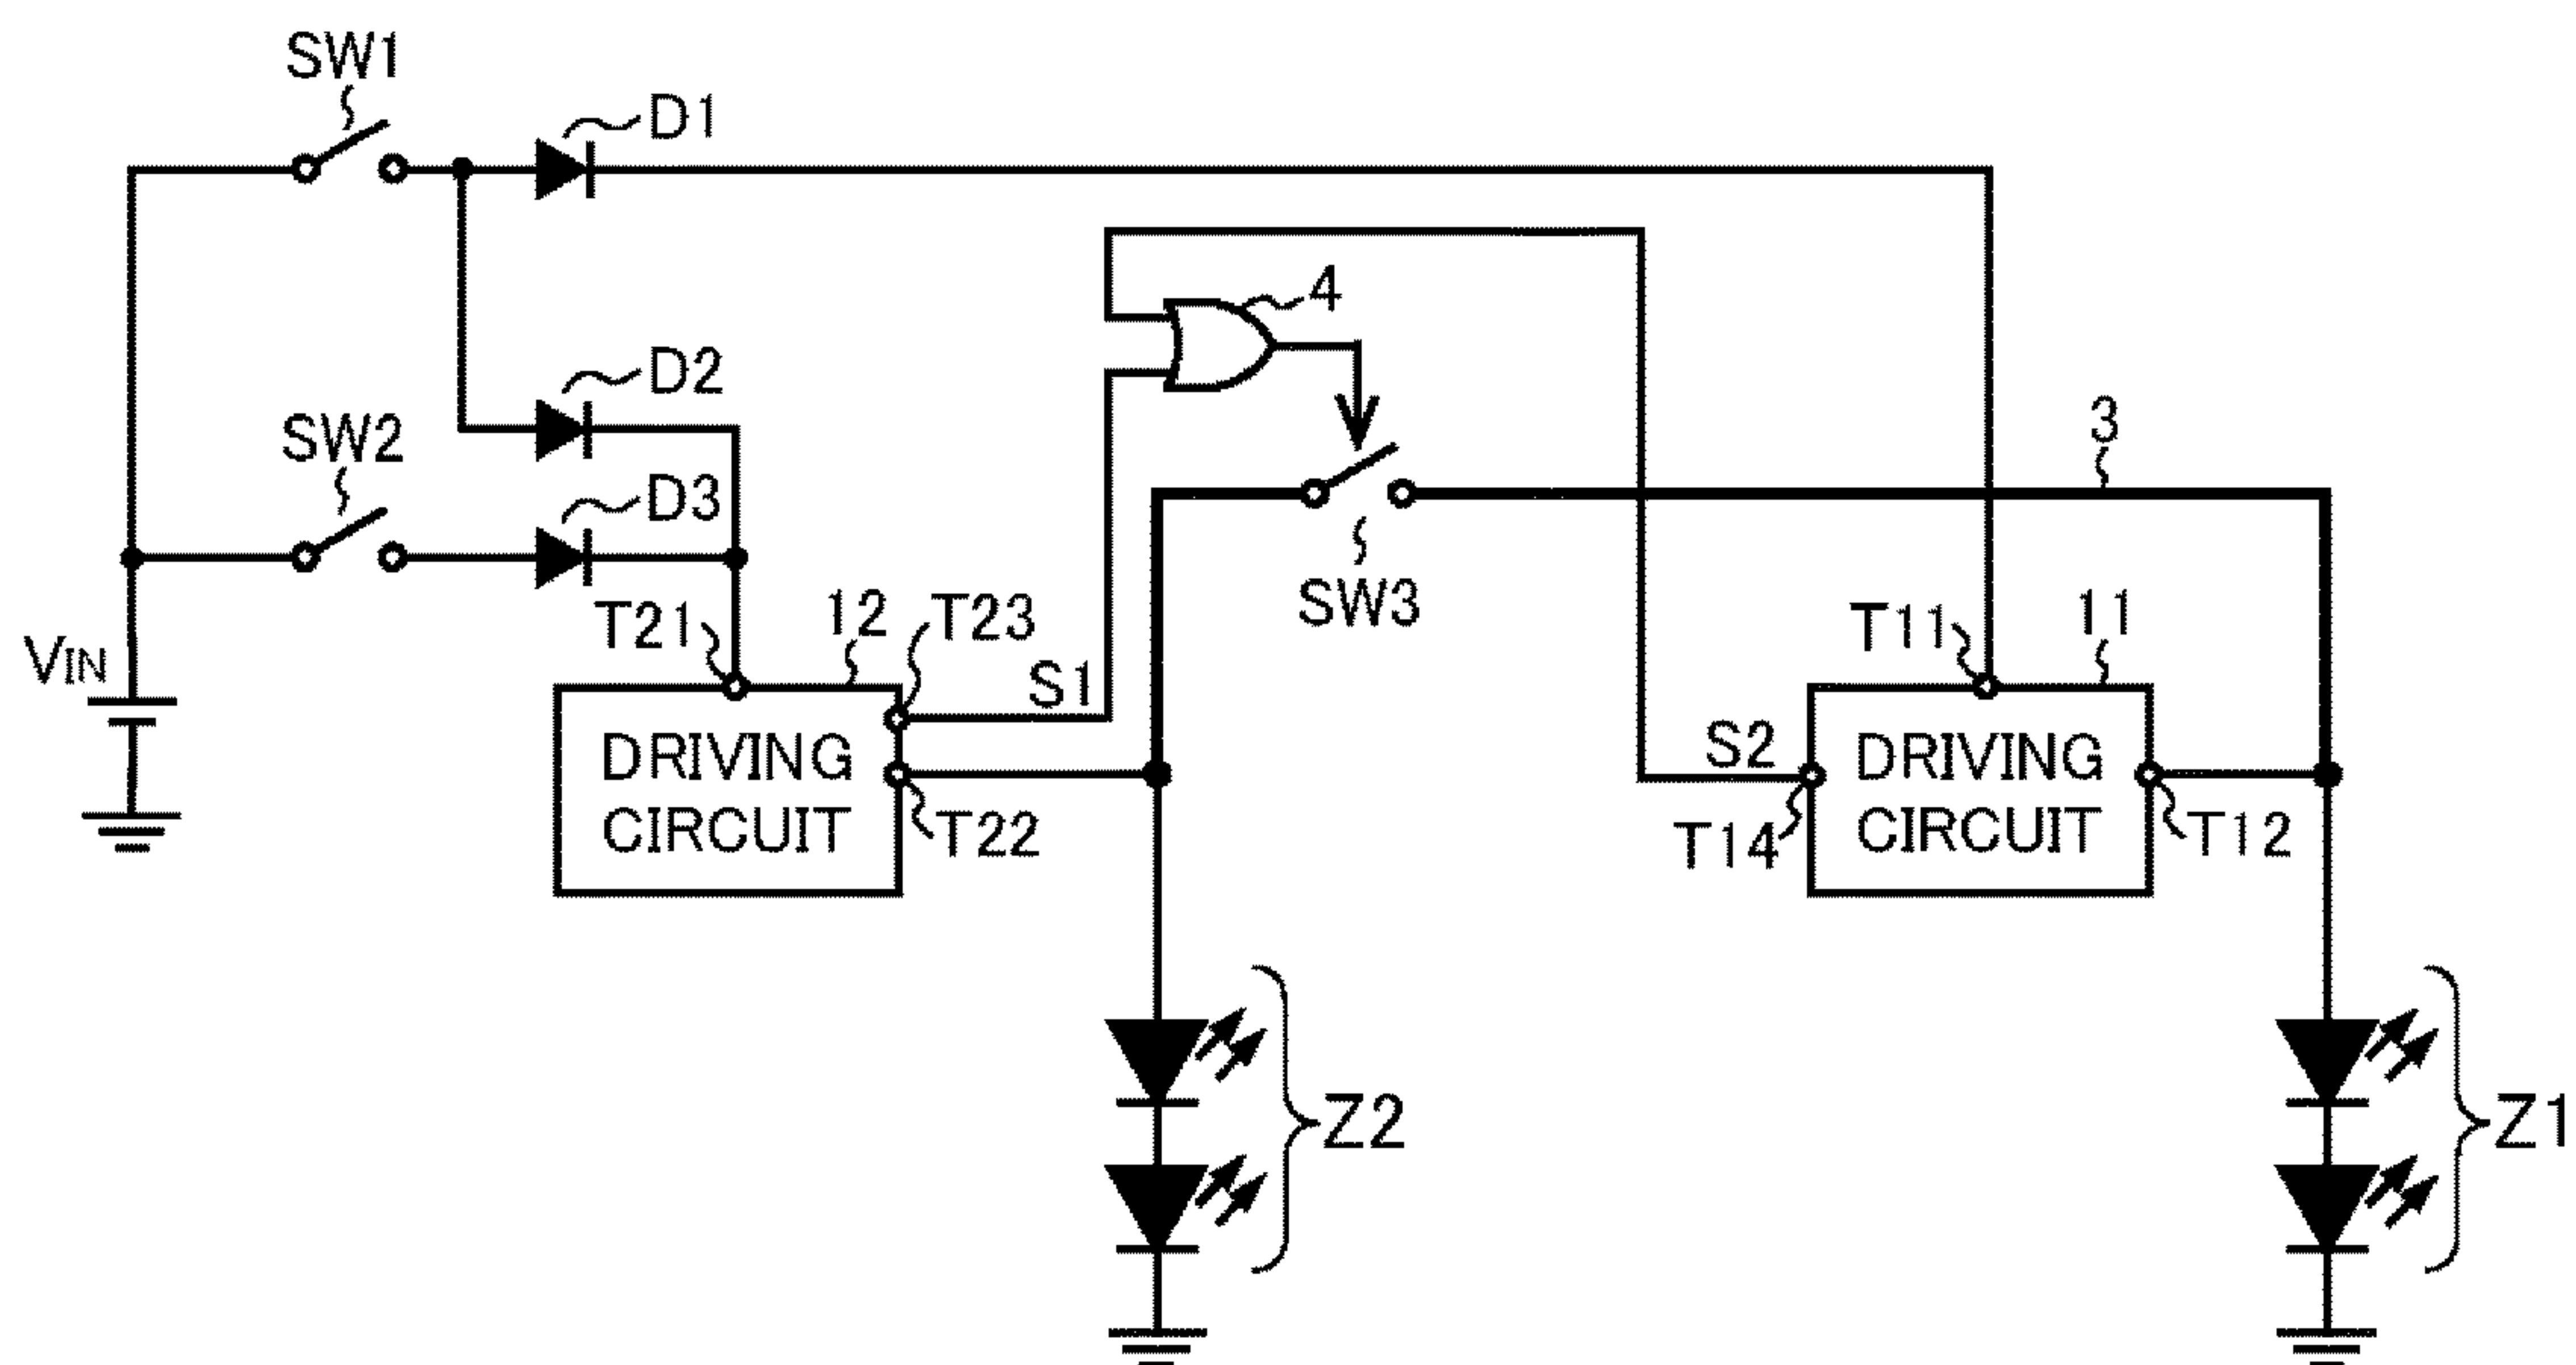 SW1
D1
4
D2
3
SW2
D3
SW3
T21
12
T23
T11
11
VIN
S1
DRIVING
CIRCUIT
S2
DRIVING
CIRCUIT
T22
T14
T12
Z2
Z1